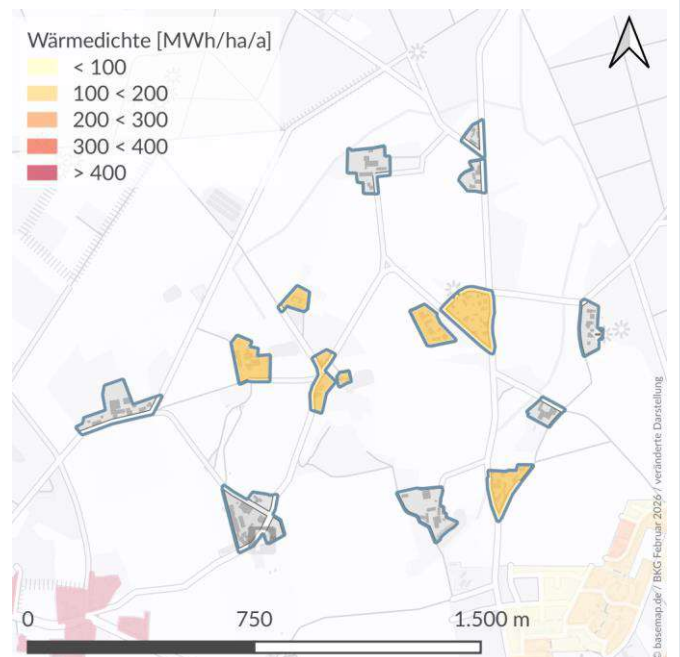 Wärmedichte [MWh/ha/a]
< 100
100 < 200
200 < 300
300 < 400
> 400
0 750 1.500 m
© basemap.de / BKG Februar 2026 / veränderte Darstellung